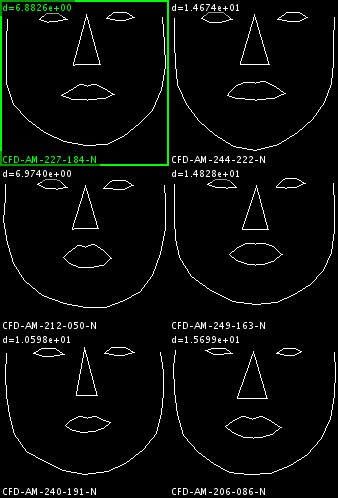 d=6.8826e+00
d=1.4674e+01
CFD-AM-227-184-N
CFD-AM-244-222-N
d=6.9740e+00
d=1.4828e+01
CFD-AM-212-050-N
CFD-AM-249-163-N
d=1.0598e+01
d=1.5699e+01
CFD-AM-240-191-N
CFD-AM-206-086-N